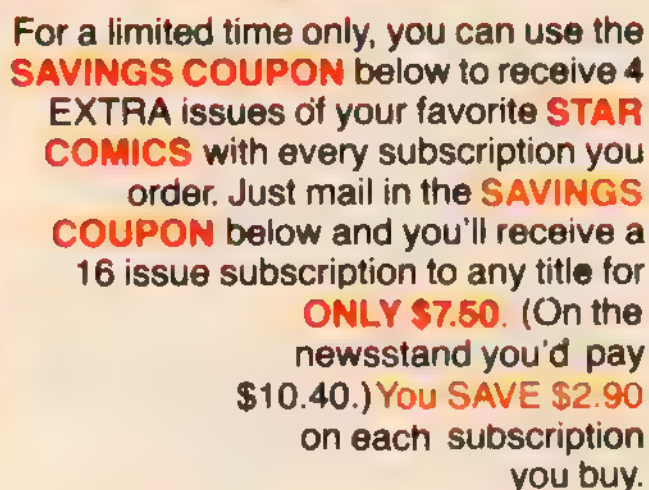 For a limited time only, you can use the
SAVINGS COUPON below to receive 4
EXTRA issues of your favorite STAR
COMICS with every subscription you
order. Just mail in the SAVINGS
COUPON below and you'll receive a
16 issue subscription to any title for
ONLY $7.50. (On the
newsstand you'd pay
$10.40.) You SAVE $2.90
on each subscription
you buy.